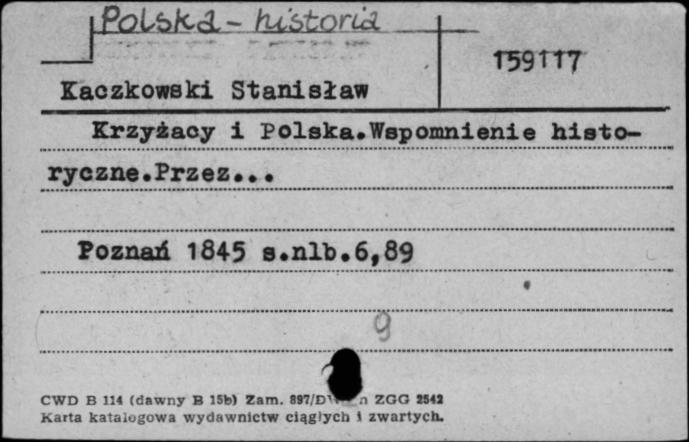 Polska - historia
159117
Kaczkowski Stanisław
Krzyżacy i Polska.Wspomnienie histo-
ryczne.Przez...
Poznań 1845 s.nlb.6,89
9
CWD B 114 (dawny B 15b) Zam. 897/D n ZGG 2542
Karta katalogowa wydawnictw ciągłych i zwartych.